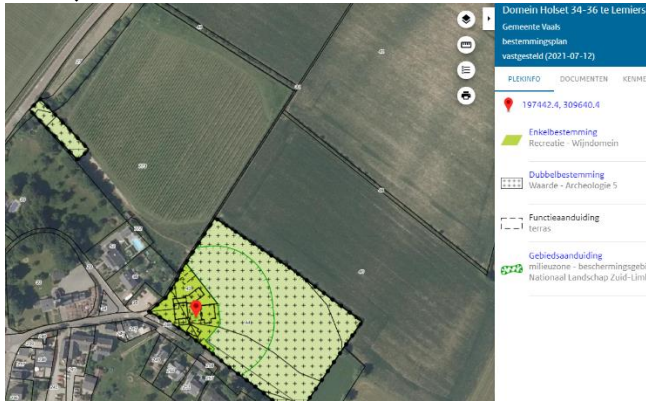 Domein Holset 34-36 te Lemiers
Gemeente Vaals
bestemmingsplan
vastgesteld (2021-07-12)
PLEKINFO DOCUMENTEN KENME
197442.4, 309640.4
Enkelbestemming
Recreatie - Wijndomein
Dubbelbestemming
Waarde - Archeologie 5
Functieaanduiding
terras
Gebiedsaanduiding
milieuzone - beschermingsgebi
Nationaal Landschap Zuid-Lim